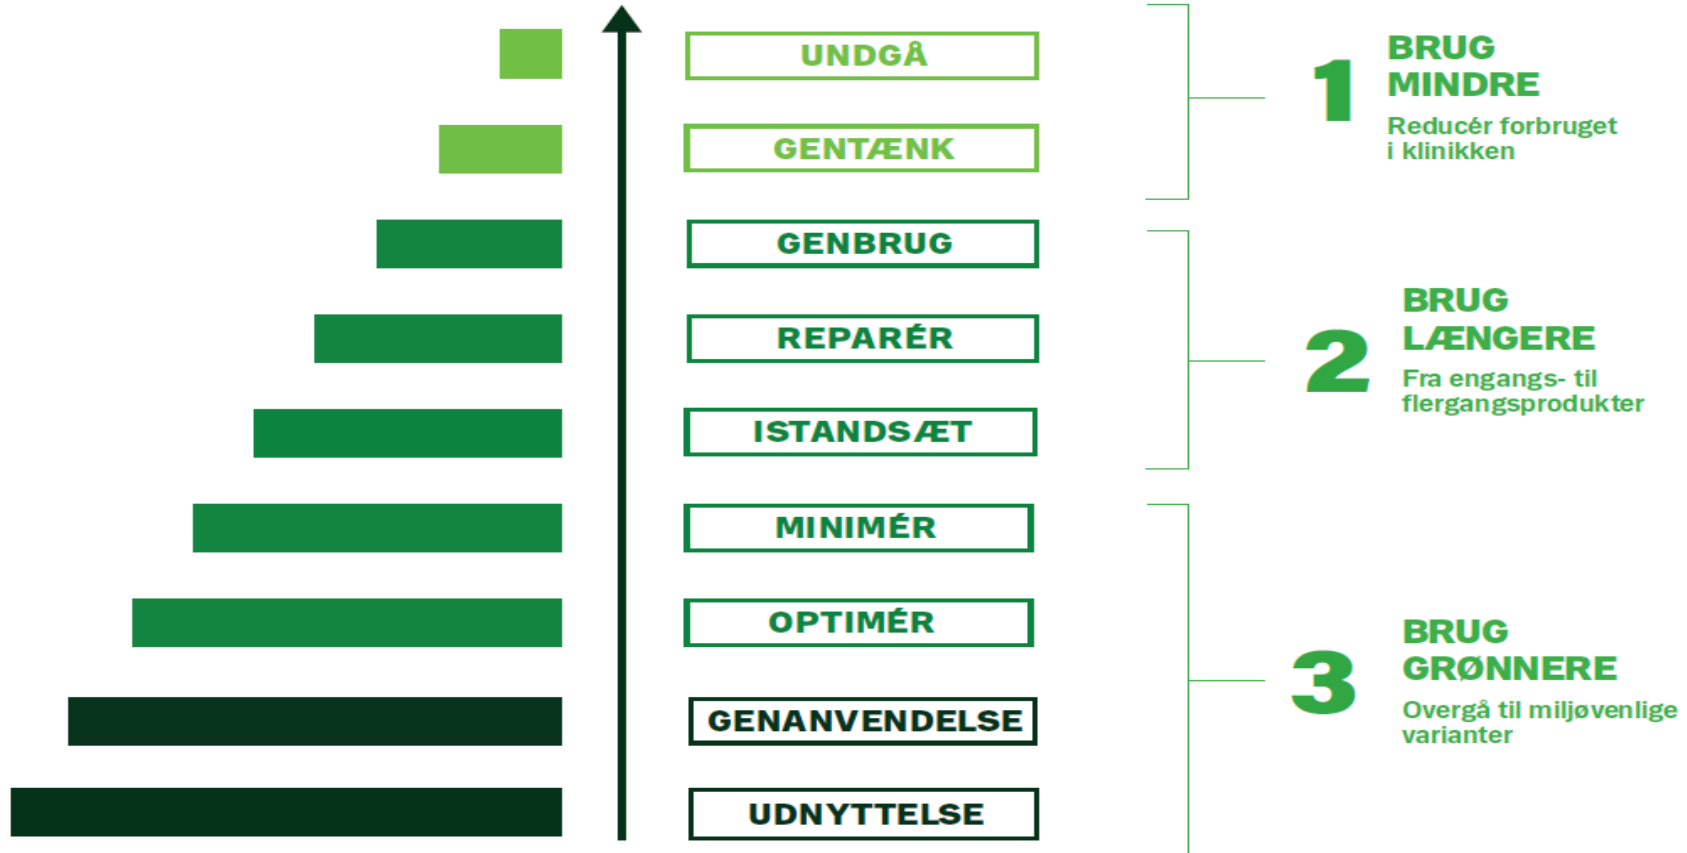 UNDGÅ
GENTÆNK
GENBRUG
REPARÉR
ISTANDSÆT
MINIMÉR
OPTIMÉR
GENANVENDELSE
UDNYTTELSE
1
BRUG
MINDRE
Reducér forbruget
i klinikken
2
BRUG
LÆNGERE
Fra engangs- til
flergangsprodukter
3
BRUG
GRØNNERE
Overgå til miljøvenlige
varianter